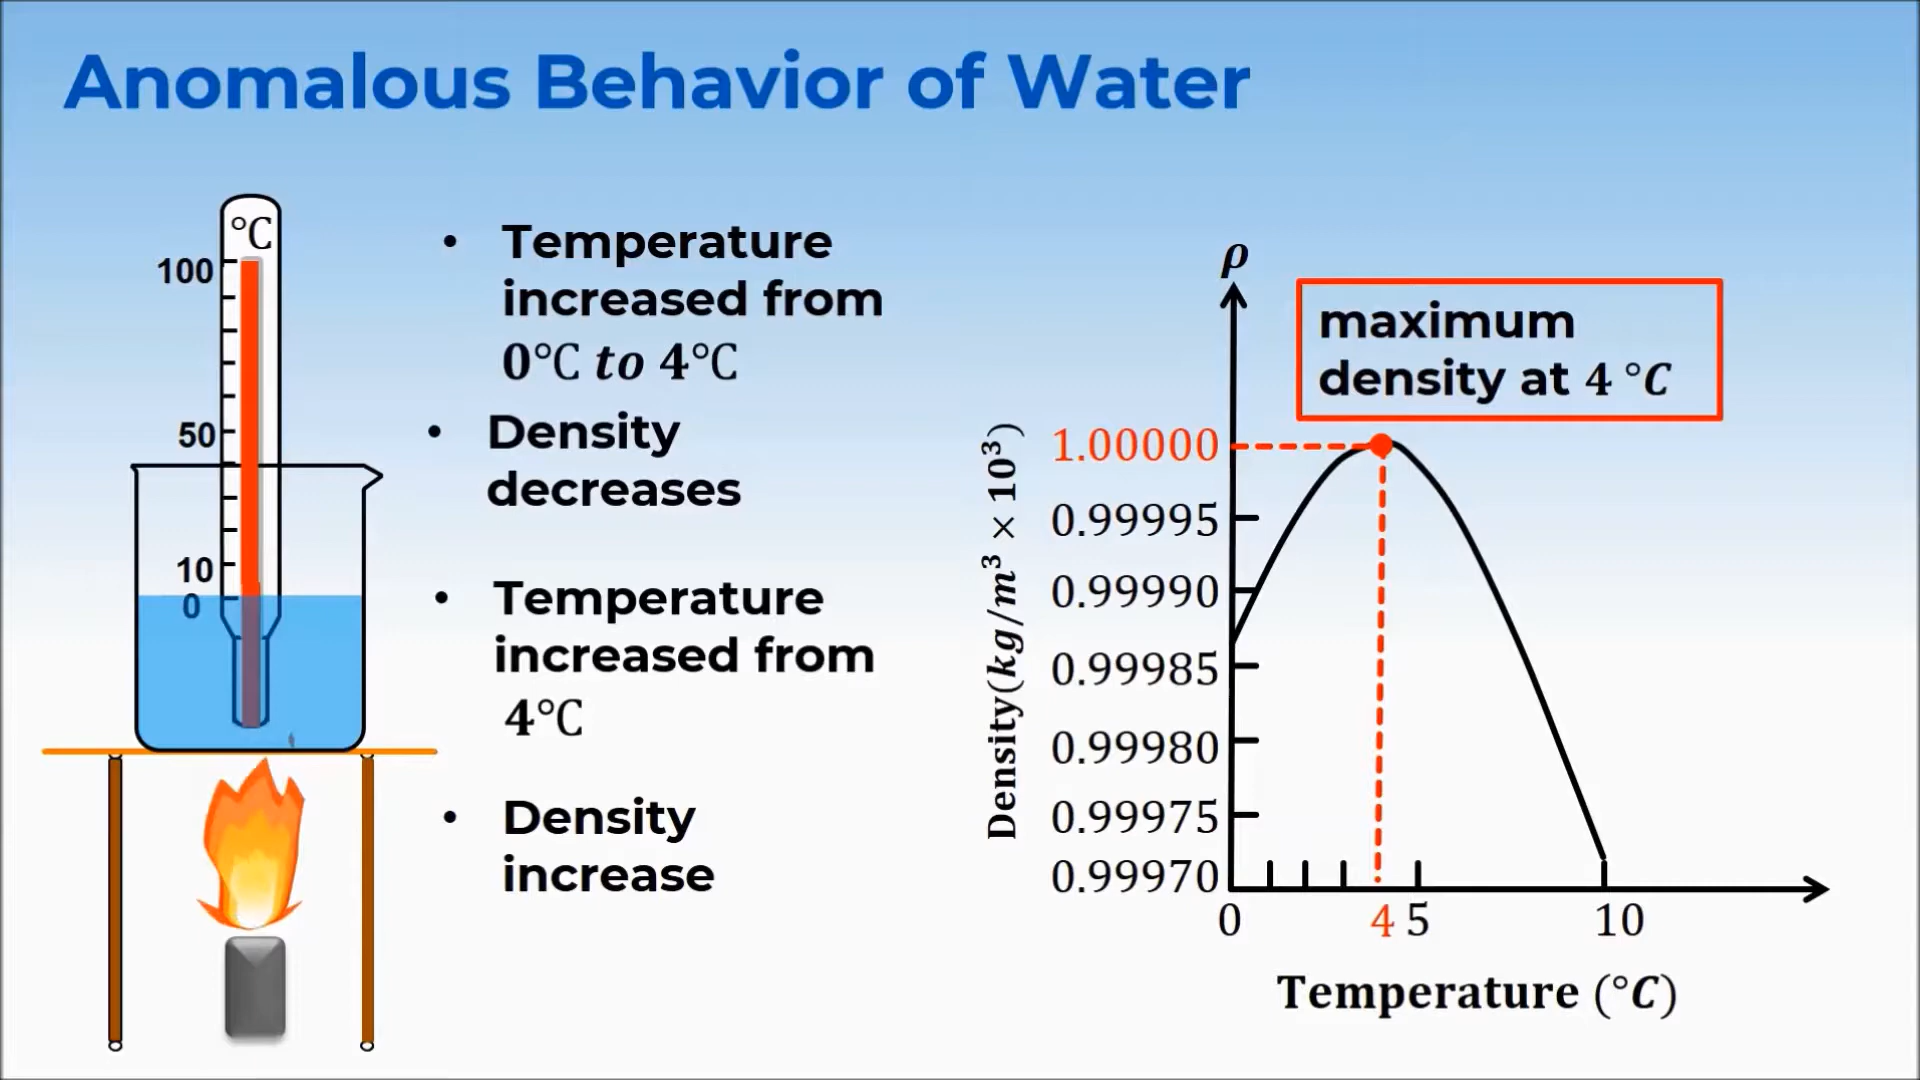 Anomalous Behavior of Water
°C
100
50
10
0
• Temperature
increased from
0°C to 4°C
• Density
decreases
• Temperature
increased from
4°C
• Density
increase
ρ
maximum
density at 4 °C
Density(kg/m³ × 10³)
1.00000
0.99995
0.99990
0.99985
0.99980
0.99975
0.99970
0 4 5 10
Temperature (°C)